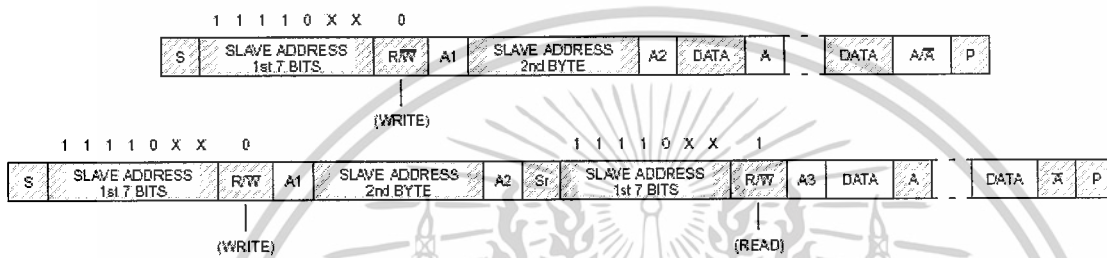 1 1 1 1 0 X X 0
S SLAVE ADDRESS 1st 7 BITS R/W̅ A1 SLAVE ADDRESS 2nd BYTE A2 DATA A DATA A/A̅ P
(WRITE)
1 1 1 1 0 X X 0 1 1 1 1 0 X X 1
S SLAVE ADDRESS 1st 7 BITS R/W̅ A1 SLAVE ADDRESS 2nd BYTE A2 Sr SLAVE ADDRESS 1st 7 BITS R/W̅ A3 DATA A DATA A̅ P
(WRITE) (READ)